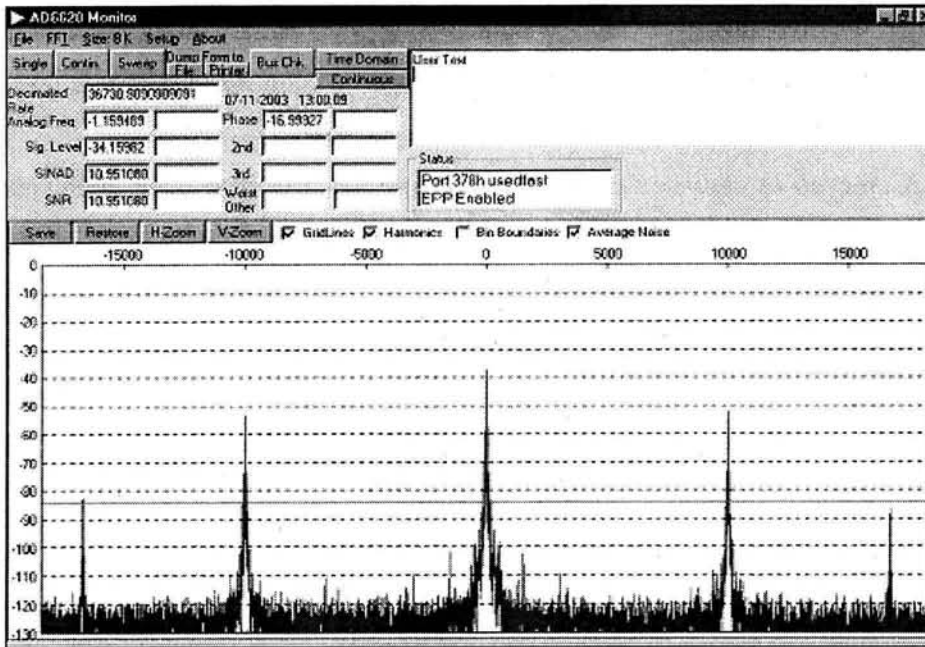 AD6620 Monitor
File FFT Size: 8 K Setup About
Single Contin. Sweep Dump Form to File Printer Bus Chk. Time Domain Continuous
User Text
Decimated Rate 36730.9090909091 07-11-2003 13:00:09
Analog Freq. -1.159489 Phase -16.99327
Sig. Level -34.15962 2nd
SINAD 10.951080 3rd
SNR 10.951080 Worst Other
Status
Port 378h used fast
EPP Enabled
Save Restore H-Zoom V-Zoom GridLines Harmonics Bin Boundaries Average Noise
-15000 -10000 -5000 0 5000 10000 15000
0
-10
-20
-30
-40
-50
-60
-70
-80
-90
-100
-110
-120
-130